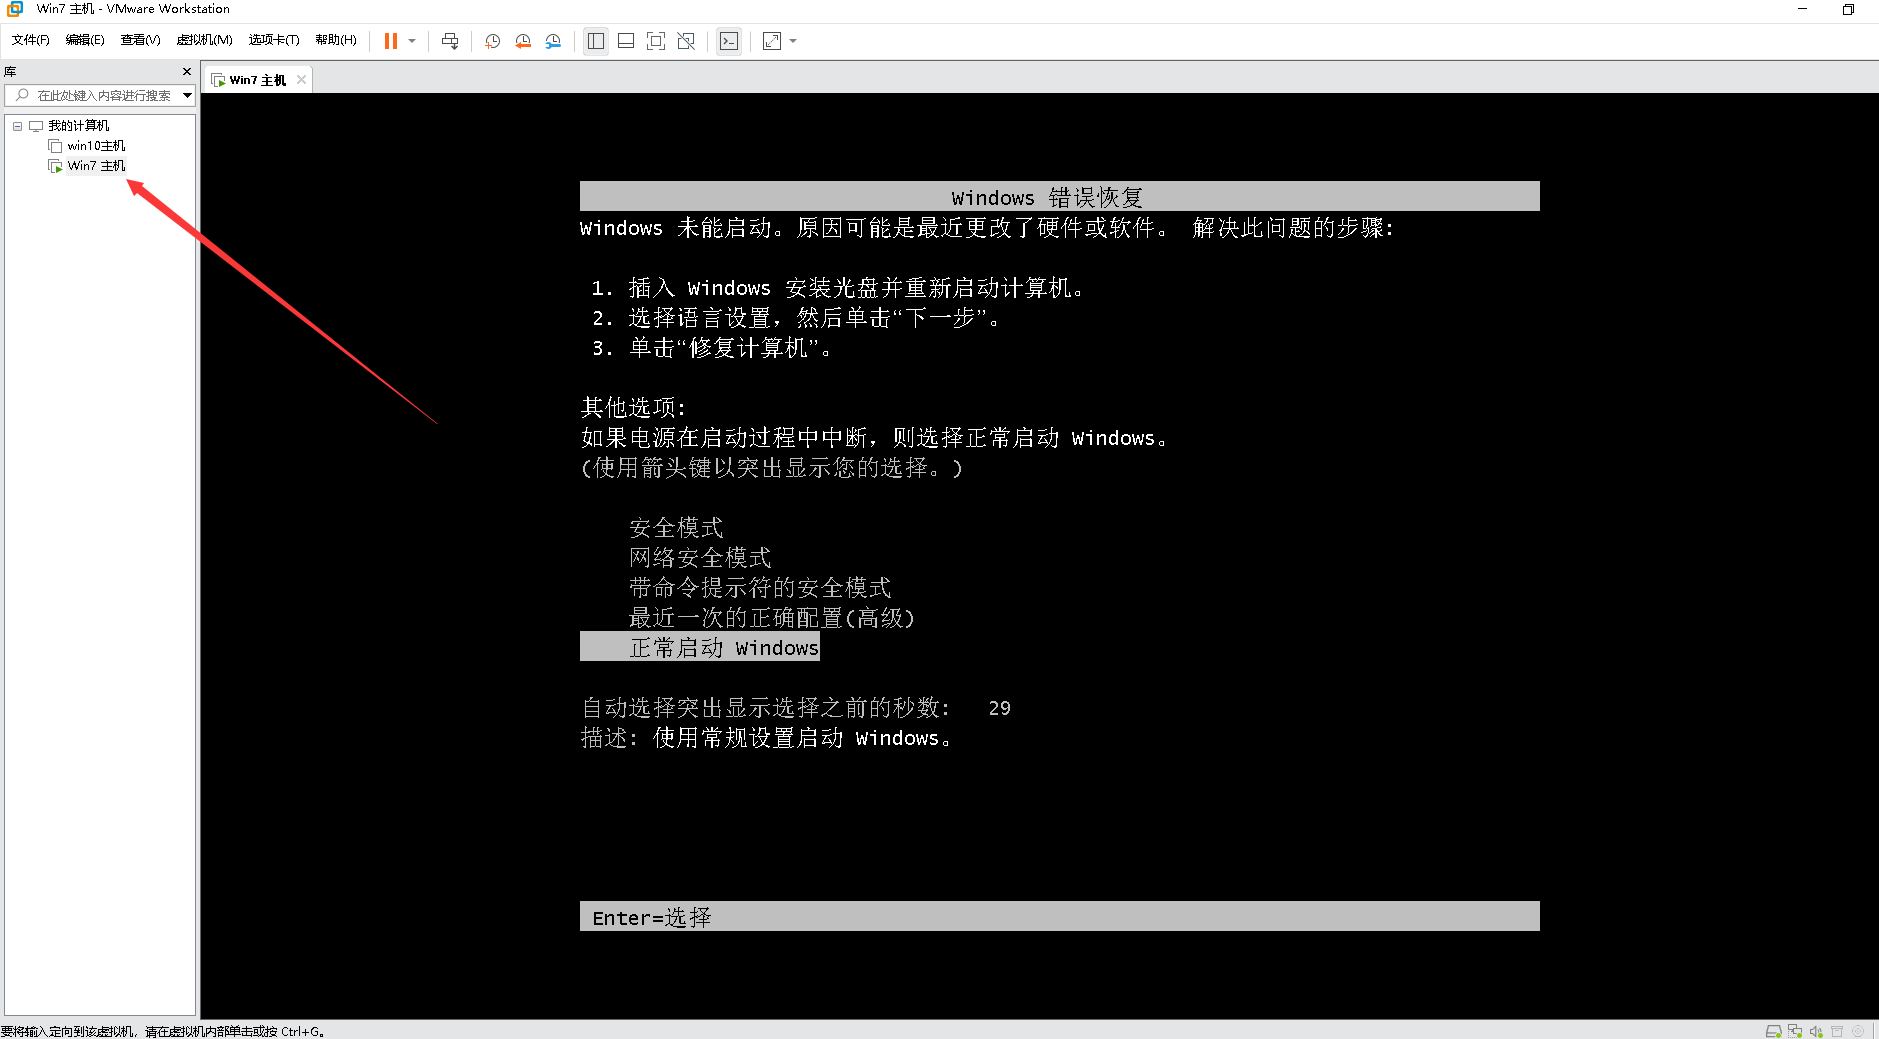 Win7 主机 - VMware Workstation
文件(F) 编辑(E) 查看(V) 虚拟机(M) 选项卡(T) 帮助(H)
库
在此处键入内容进行搜索
我的计算机
win10主机
Win7 主机
Win7 主机
Windows 错误恢复
Windows 未能启动。原因可能是最近更改了硬件或软件。 解决此问题的步骤:
1. 插入 Windows 安装光盘并重新启动计算机。
2. 选择语言设置，然后单击“下一步”。
3. 单击“修复计算机”。
其他选项:
如果电源在启动过程中中断，则选择正常启动 Windows。
(使用箭头键以突出显示您的选择。)
安全模式
网络安全模式
带命令提示符的安全模式
最近一次的正确配置(高级)
正常启动 Windows
自动选择突出显示选择之前的秒数: 29
描述: 使用常规设置启动 Windows。
Enter=选择
要将输入定向到该虚拟机，请在虚拟机内部单击或按 Ctrl+G。